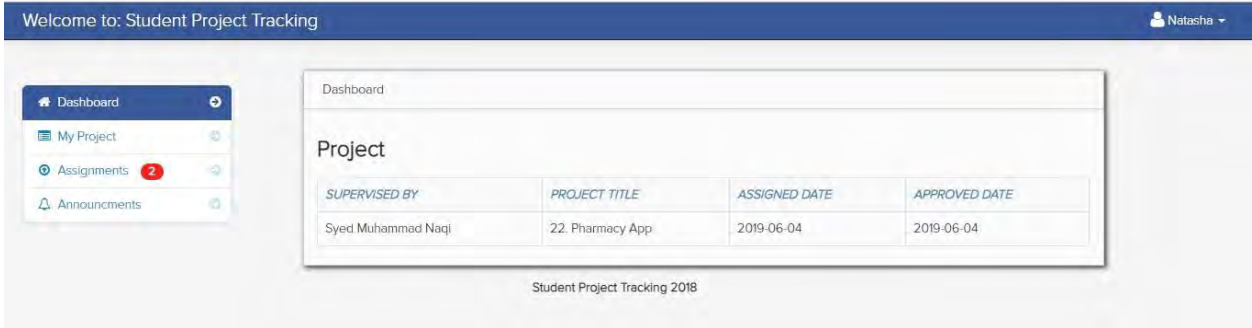 Welcome to: Student Project Tracking
Natasha
Dashboard
My Project
Assignments 2
Announcments
Dashboard
Project
SUPERVISED BY PROJECT TITLE ASSIGNED DATE APPROVED DATE
Syed Muhammad Naqi 22. Pharmacy App 2019-06-04 2019-06-04
Student Project Tracking 2018